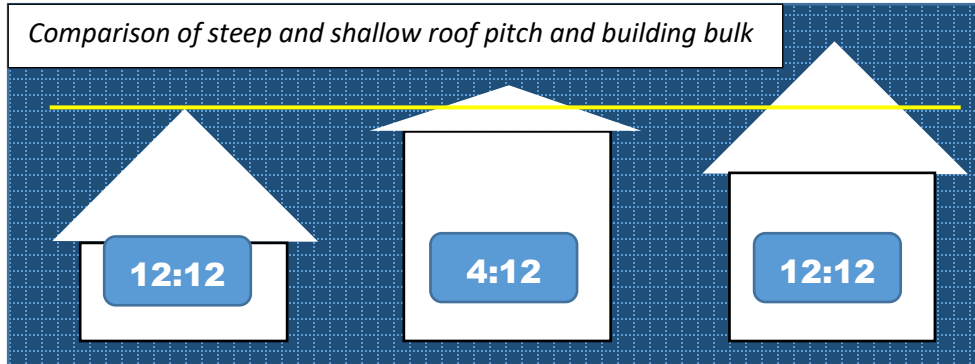 Comparison of steep and shallow roof pitch and building bulk
12:12
4:12
12:12